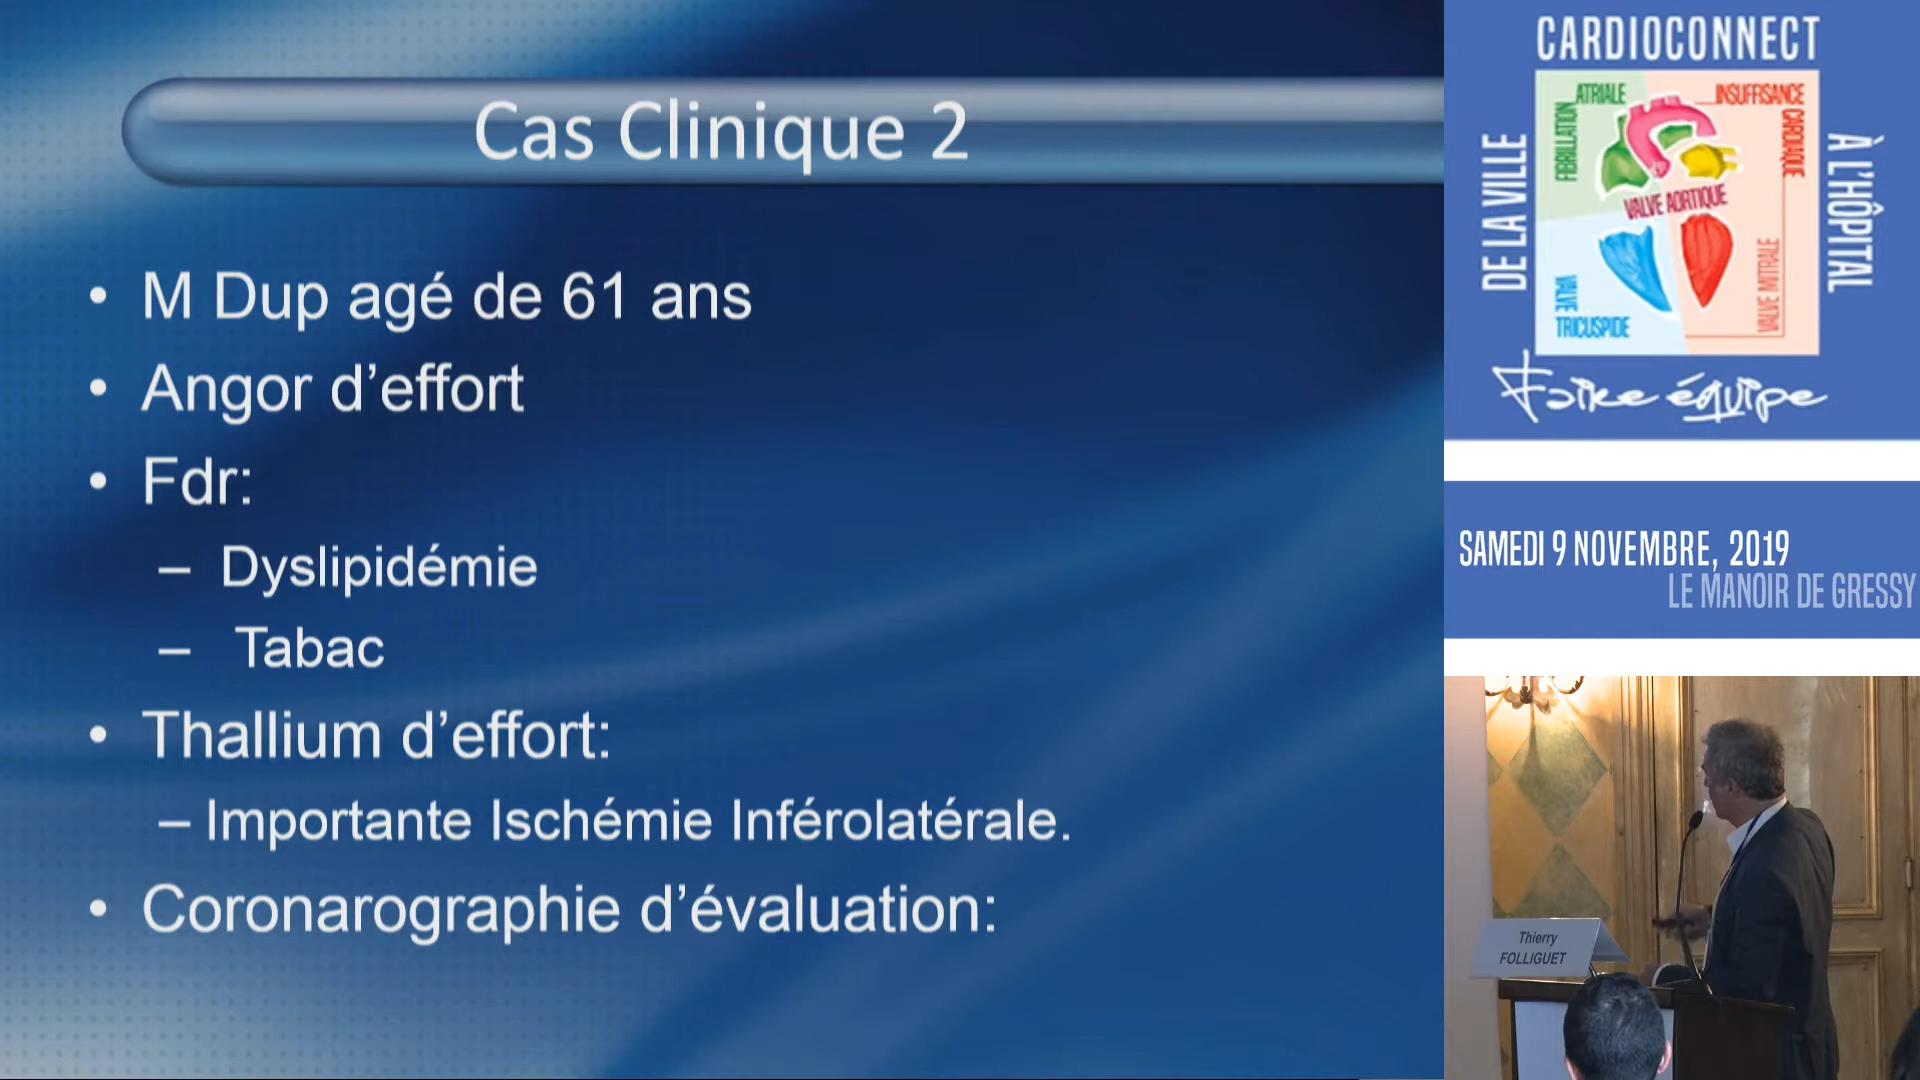 Cas Clinique 2
• M Dup agé de 61 ans
• Angor d’effort
• Fdr:
– Dyslipidémie
– Tabac
• Thallium d’effort:
– Importante Ischémie Inférolatérale.
• Coronarographie d’évaluation:
CARDIOCONNECT
DE LA VILLE
À L'HÔPITAL
FIBRILLATION
ATRIALE
INSUFFISANCE
CARDIAQUE
VALVE AORTIQUE
VALVE
TRICUSPIDE
VALVE MITRALE
Faire équipe
SAMEDI 9 NOVEMBRE, 2019
LE MANOIR DE GRESSY
Thierry
FOLLIGUET